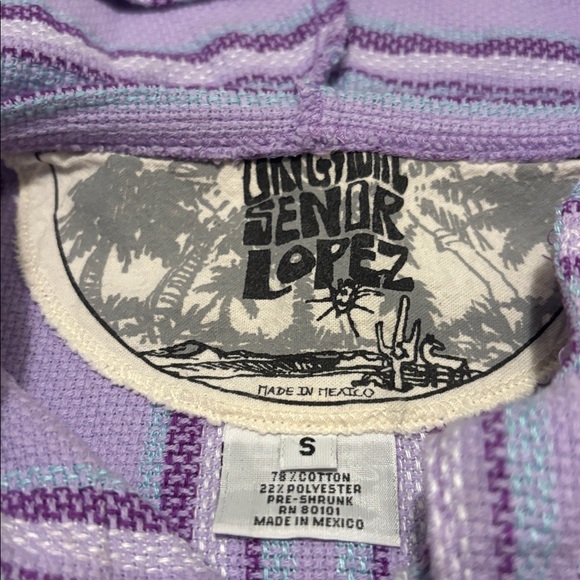 ORIGINAL
SENOR
LOPEZ
MADE IN MEXICO
S
78% COTTON
22% POLYESTER
PRE-SHRUNK
RN 80101
MADE IN MEXICO